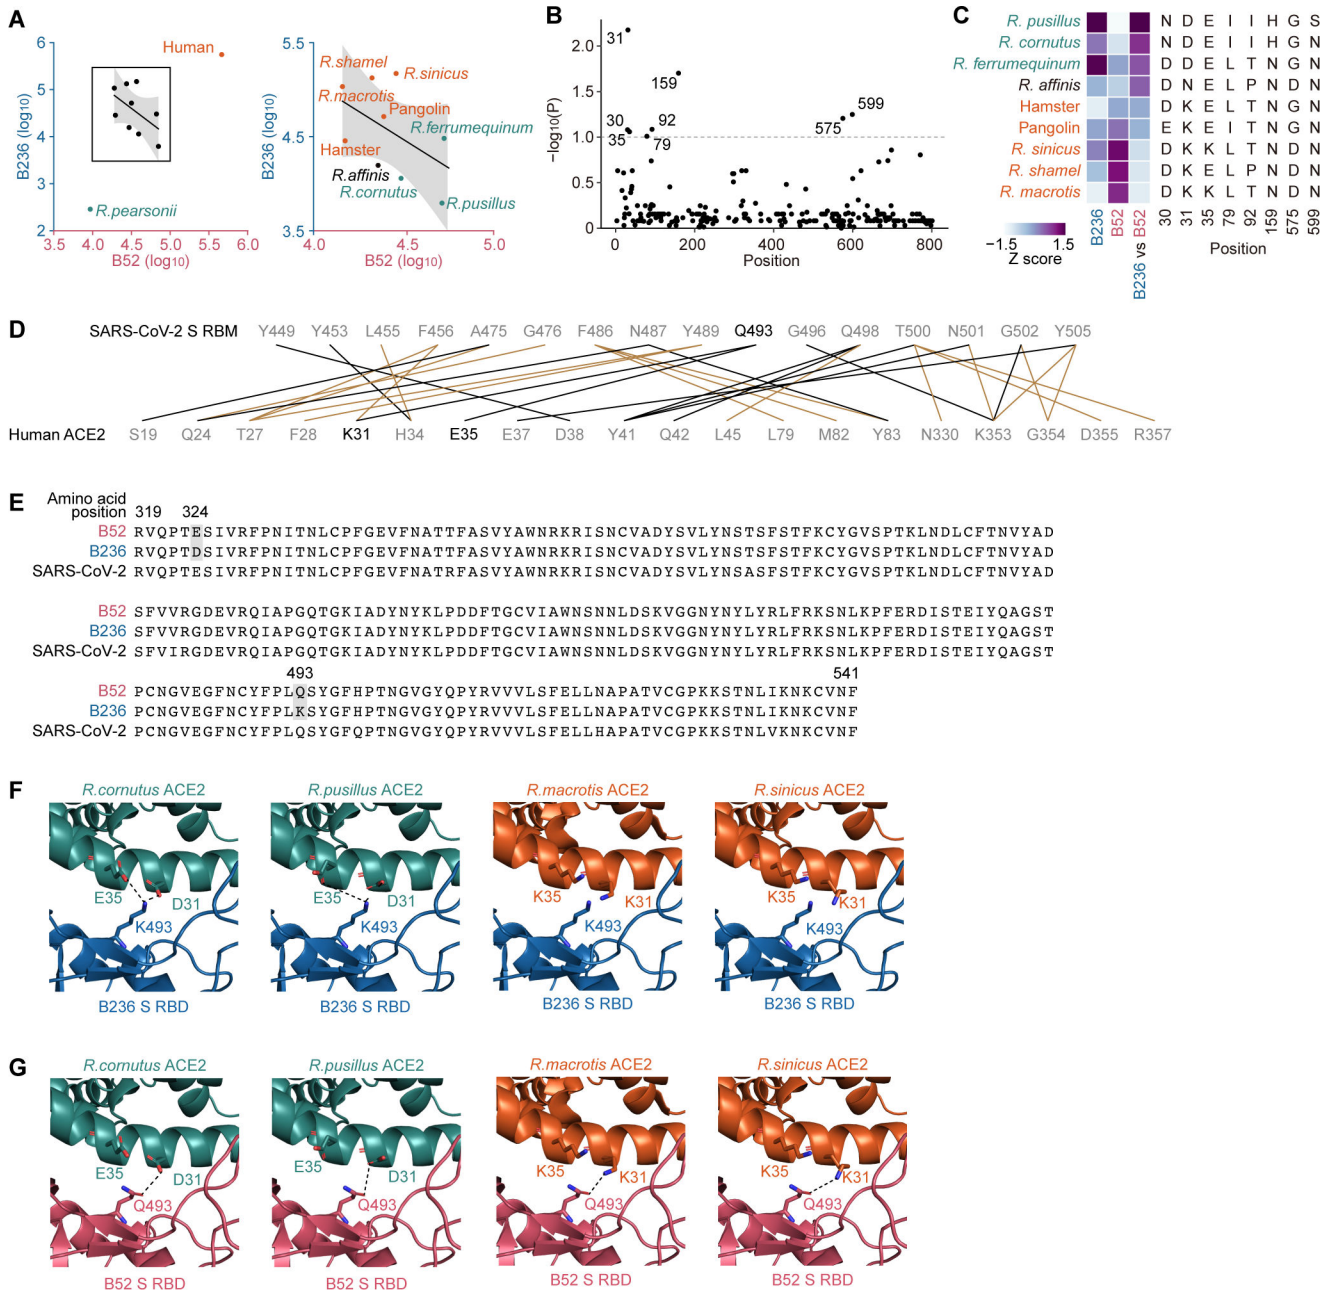 A
B236 (log10)
6
5
4
3
2
3.5 4.0 4.5 5.0 5.5 6.0
B52 (log10)
Human
R.pearsonii
B236 (log10)
5.5
4.5
3.5
4.0 4.5 5.0
B52 (log10)
R.shamel
R.sinicus
R.macrotis
Pangolin
R.ferrumequinum
Hamster
R.affinis
R.cornutus
R.pusillus
B
−log10(P)
2.0
1.5
1.0
0.5
0
0 200 400 600 800
Position
31
159
599
30
92
575
35
79
C
R. pusillus N D E I I H G S
R. cornutus N D E I I H G N
R. ferrumequinum D D E L T N G N
R. affinis D N E L P N D N
Hamster D K E L T N G N
Pangolin E K E I T N G N
R. sinicus D K K L T N D N
R. shamel D K E L P N D N
R. macrotis D K K L T N D N
B236
B52
B236 vs B52
30 31 35 79 92 159 575 599
Position
−1.5 1.5
Z score
D
SARS-CoV-2 S RBM Y449 Y453 L455 F456 A475 G476 F486 N487 Y489 Q493 G496 Q498 T500 N501 G502 Y505
Human ACE2 S19 Q24 T27 F28 K31 H34 E35 E37 D38 Y41 Q42 L45 L79 M82 Y83 N330 K353 G354 D355 R357
E
Amino acid
position 319 324
B52 RVQPTESIVRFPNITNLCPFGEVFNATTFASVYAWNRKRISNCVADYSVLYNSTSFSTFKCYGVSPTKLNDLCFTNVYAD
B236 RVQPTDSIVRFPNITNLCPFGEVFNATTFASVYAWNRKRISNCVADYSVLYNSTSFSTFKCYGVSPTKLNDLCFTNVYAD
SARS-CoV-2 RVQPTESIVRFPNITNLCPFGEVFNATRFASVYAWNRKRISNCVADYSVLYNSASFSTFKCYGVSPTKLNDLCFTNVYAD
B52 SFVVRGDEVRQIAPGQTGKIADYNYKLPDDFTGCVIAWNSNNLDSKVGGNYNYLYRLFRKSNLKPFERDISTEIYQAGST
B236 SFVVRGDEVRQIAPGQTGKIADYNYKLPDDFTGCVIAWNSNNLDSKVGGNYNYLYRLFRKSNLKPFERDISTEIYQAGST
SARS-CoV-2 SFVIRGDEVRQIAPGQTGKIADYNYKLPDDFTGCVIAWNSNNLDSKVGGNYNYLYRLFRKSNLKPFERDISTEIYQAGST
493 541
B52 PCNGVEGFNCYFPLQSYGFHPTNGVGYQPYRVVVLSFELLNAPATVCGPKKSTNLIKNKCVNF
B236 PCNGVEGFNCYFPLKSYGFHPTNGVGYQPYRVVVLSFELLNAPATVCGPKKSTNLIKNKCVNF
SARS-CoV-2 PCNGVEGFNCYFPLQSYGFQPTNGVGYQPYRVVVLSFELLHAPATVCGPKKSTNLVKNKCVNF
F
R.cornutus ACE2 R.pusillus ACE2 R.macrotis ACE2 R.sinicus ACE2
E35 D31 E35 D31 K35 K31 K35 K31
K493 K493 K493 K493
B236 S RBD B236 S RBD B236 S RBD B236 S RBD
G
R.cornutus ACE2 R.pusillus ACE2 R.macrotis ACE2 R.sinicus ACE2
E35 D31 E35 D31 K35 K31 K35 K31
Q493 Q493 Q493 Q493
B52 S RBD B52 S RBD B52 S RBD B52 S RBD